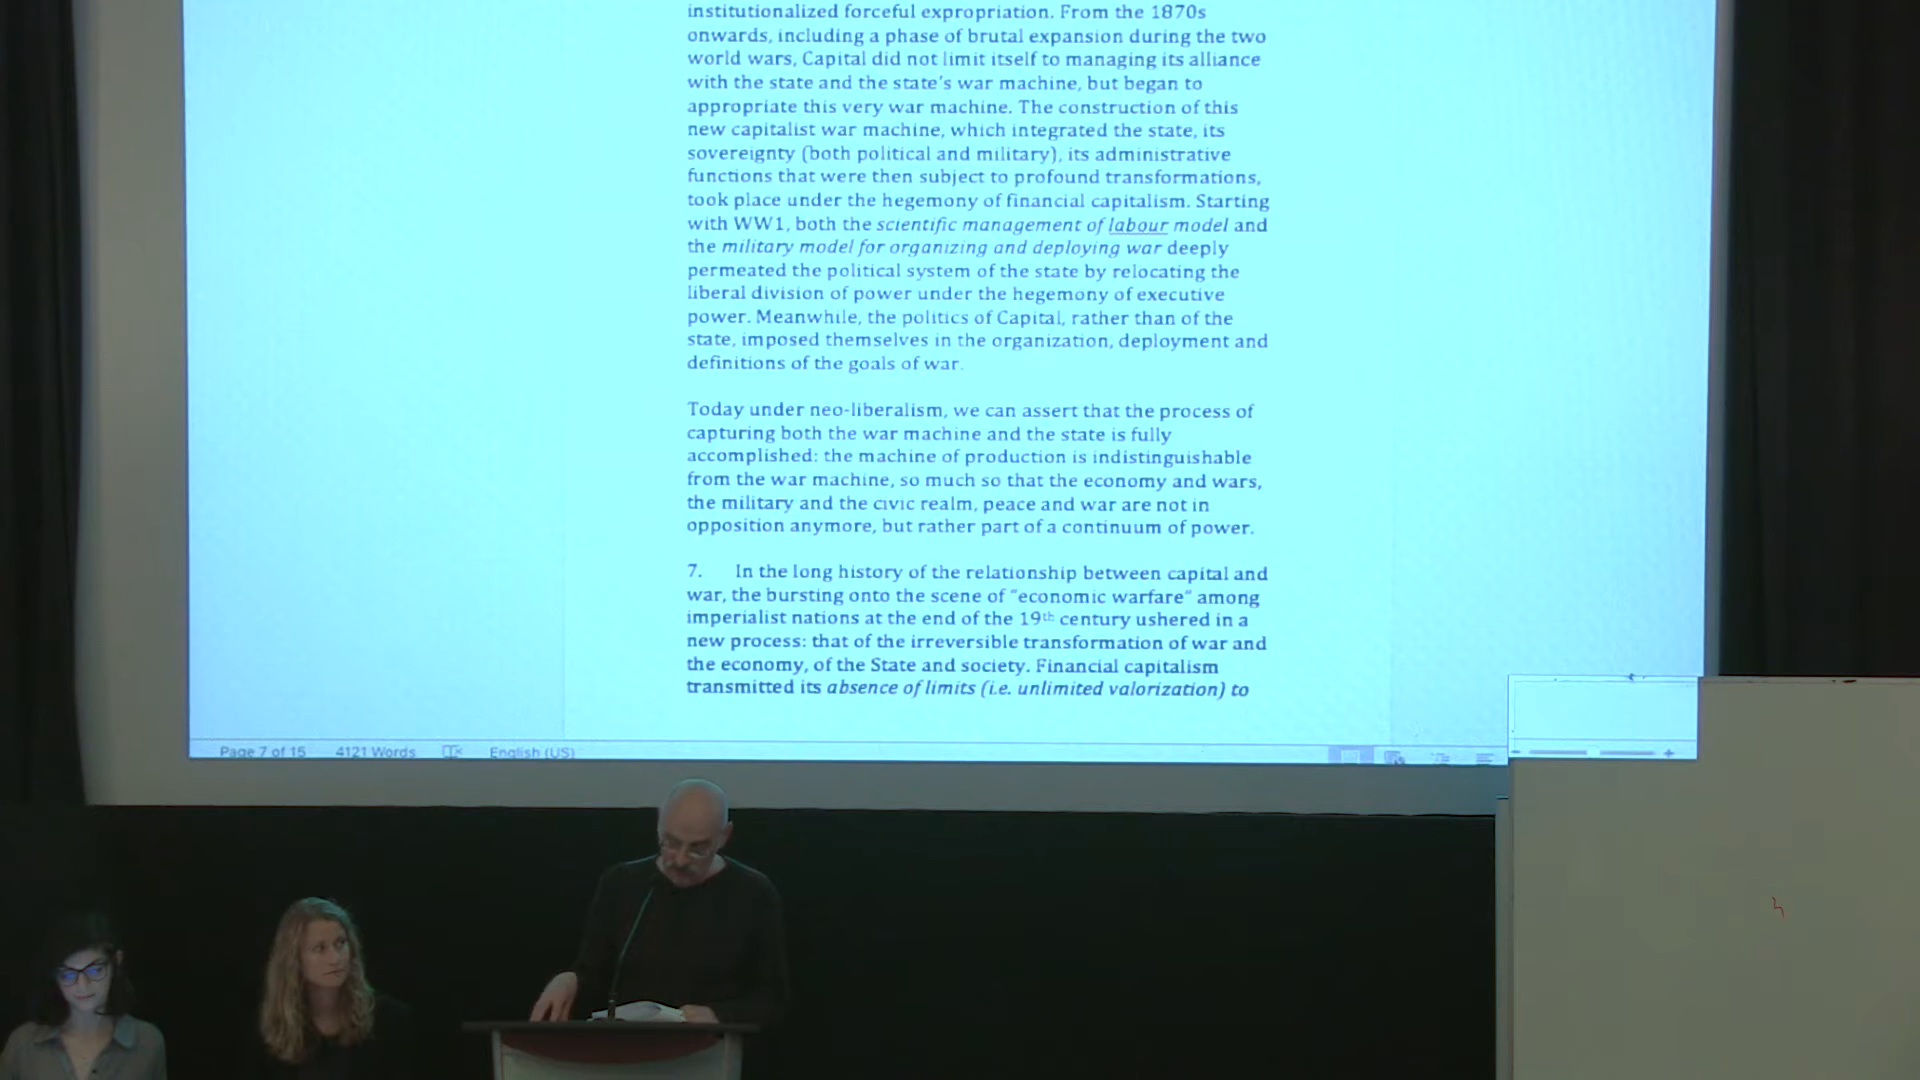 institutionalized forceful expropriation. From the 1870s
onwards, including a phase of brutal expansion during the two
world wars, Capital did not limit itself to managing its alliance
with the state and the state's war machine, but began to
appropriate this very war machine. The construction of this
new capitalist war machine, which integrated the state, its
sovereignty (both political and military), its administrative
functions that were then subject to profound transformations,
took place under the hegemony of financial capitalism. Starting
with WW1, both the scientific management of labour model and
the military model for organizing and deploying war deeply
permeated the political system of the state by relocating the
liberal division of power under the hegemony of executive
power. Meanwhile, the politics of Capital, rather than of the
state, imposed themselves in the organization, deployment and
definitions of the goals of war.
Today under neo-liberalism, we can assert that the process of
capturing both the war machine and the state is fully
accomplished: the machine of production is indistinguishable
from the war machine, so much so that the economy and wars,
the military and the civic realm, peace and war are not in
opposition anymore, but rather part of a continuum of power.
7. In the long history of the relationship between capital and
war, the bursting onto the scene of "economic warfare" among
imperialist nations at the end of the 19th century ushered in a
new process: that of the irreversible transformation of war and
the economy, of the State and society. Financial capitalism
transmitted its absence of limits (i.e. unlimited valorization) to
Page 7 of 15 4121 Words English (US)